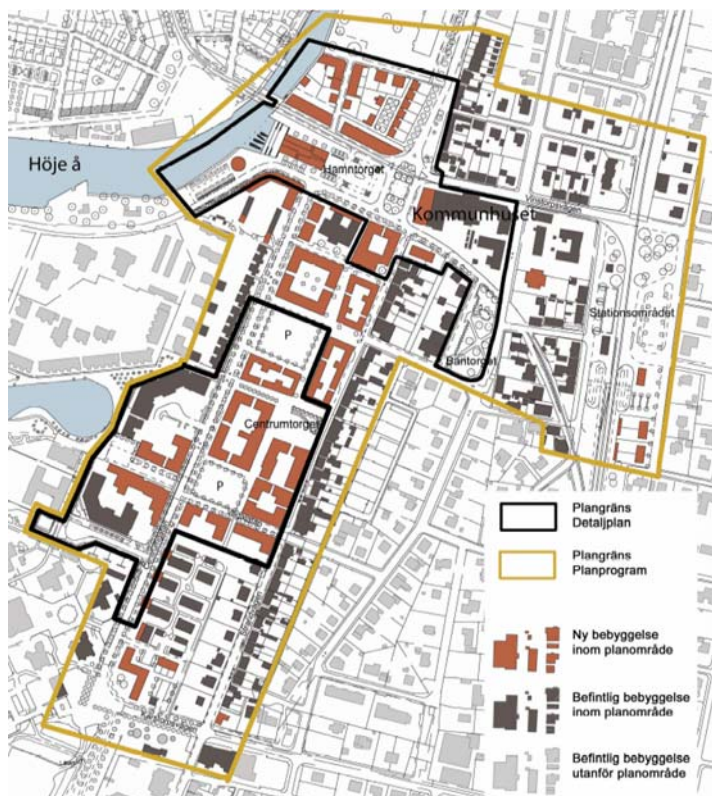 Höje å
Hamntorget
Kommunhuset
Vinstorpsvägen
Stationsområdet
Bantorget
P
Centrumtorget
P
Plangräns
Detaljplan
Plangräns
Planprogram
Ny bebyggelse
inom planområde
Befintlig bebyggelse
inom planområde
Befintlig bebyggelse
utanför planområde